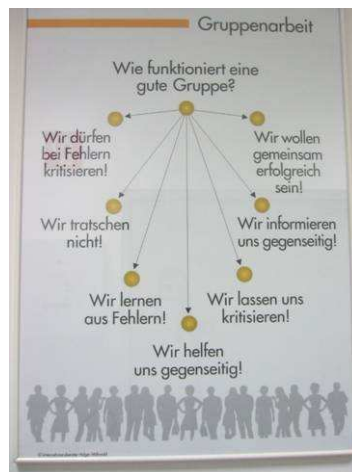 Gruppenarbeit
Wie funktioniert eine
gute Gruppe?
Wir dürfen
bei Fehlern
kritisieren!
Wir wollen
gemeinsam
erfolgreich
sein!
Wir tratschen
nicht!
Wir informieren
uns gegenseitig!
Wir lernen
aus Fehlern!
Wir lassen uns
kritisieren!
Wir helfen
uns gegenseitig!